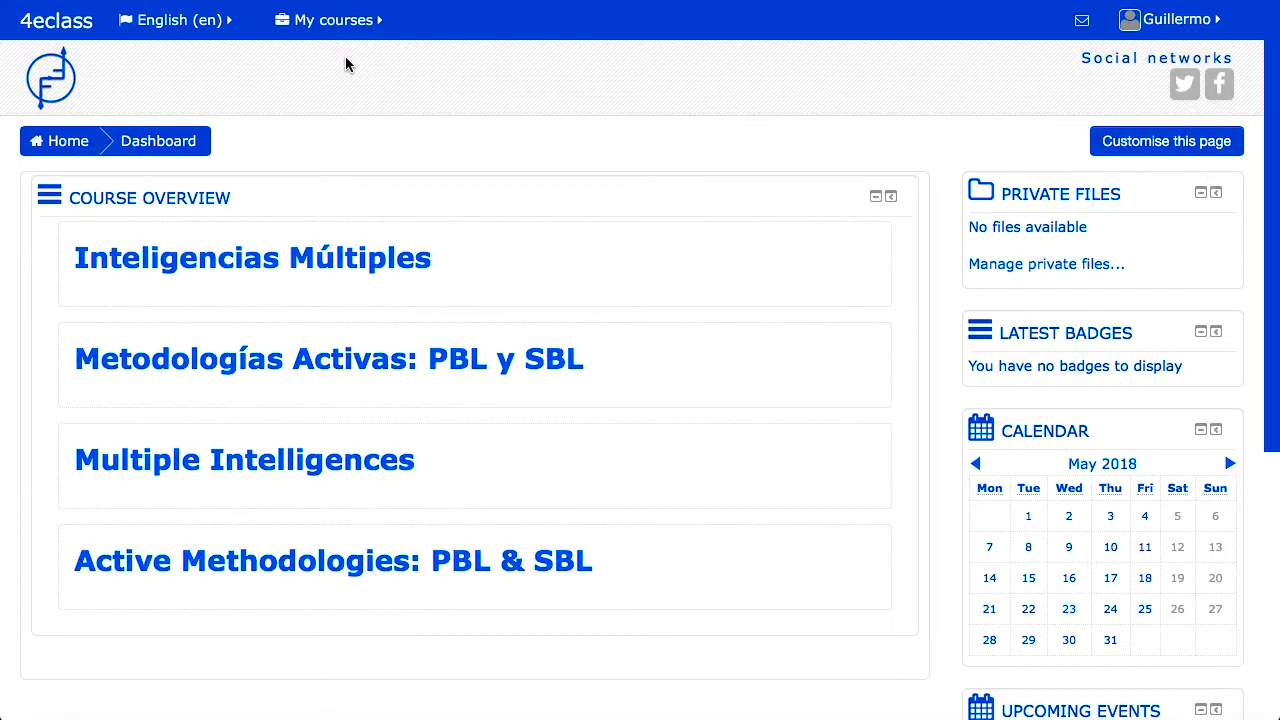 4eclass English (en) My courses Guillermo
Social networks
Home Dashboard Customise this page
COURSE OVERVIEW
Inteligencias Múltiples
Metodologías Activas: PBL y SBL
Multiple Intelligences
Active Methodologies: PBL & SBL
PRIVATE FILES
No files available
Manage private files...
LATEST BADGES
You have no badges to display
CALENDAR
May 2018
Mon Tue Wed Thu Fri Sat Sun
1 2 3 4 5 6
7 8 9 10 11 12 13
14 15 16 17 18 19 20
21 22 23 24 25 26 27
28 29 30 31
UPCOMING EVENTS